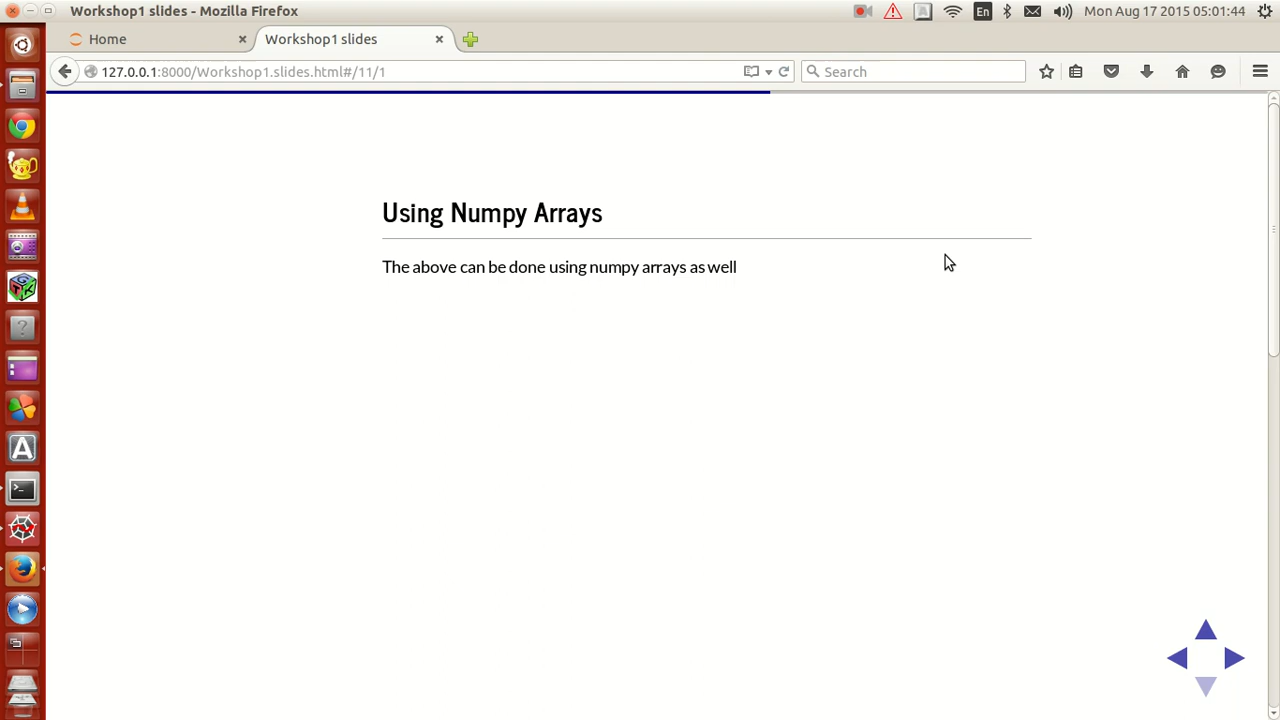 Workshop1 slides - Mozilla Firefox
En
Mon Aug 17 2015 05:01:44
Home
Workshop1 slides
127.0.0.1:8000/Workshop1.slides.html#/11/1
Search
Using Numpy Arrays
The above can be done using numpy arrays as well